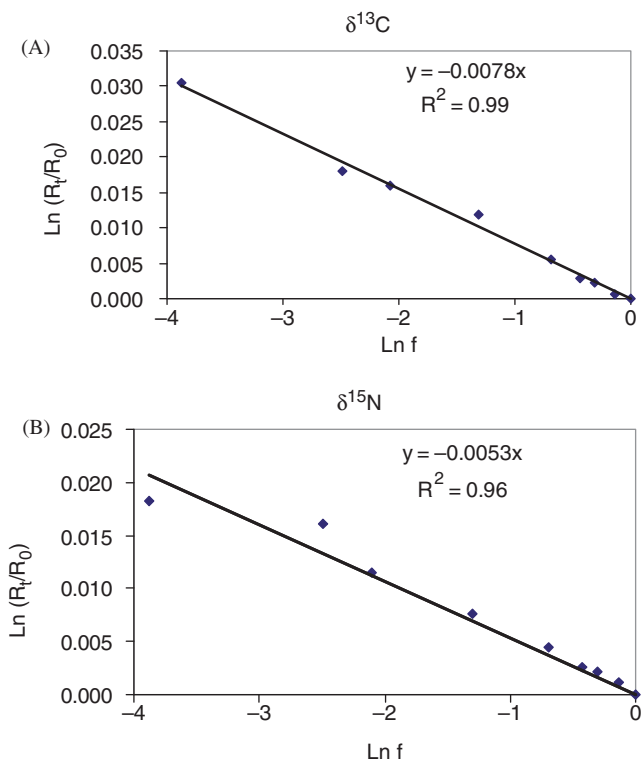 (A)
δ¹³C
y = −0.0078x
R² = 0.99
Ln (Rₜ/R₀)
0.035
0.030
0.025
0.020
0.015
0.010
0.005
0.000
−4 −3 −2 −1 0
Ln f
(B)
δ¹⁵N
y = −0.0053x
R² = 0.96
Ln (Rₜ/R₀)
0.025
0.020
0.015
0.010
0.005
0.000
−4 −3 −2 −1 0
Ln f